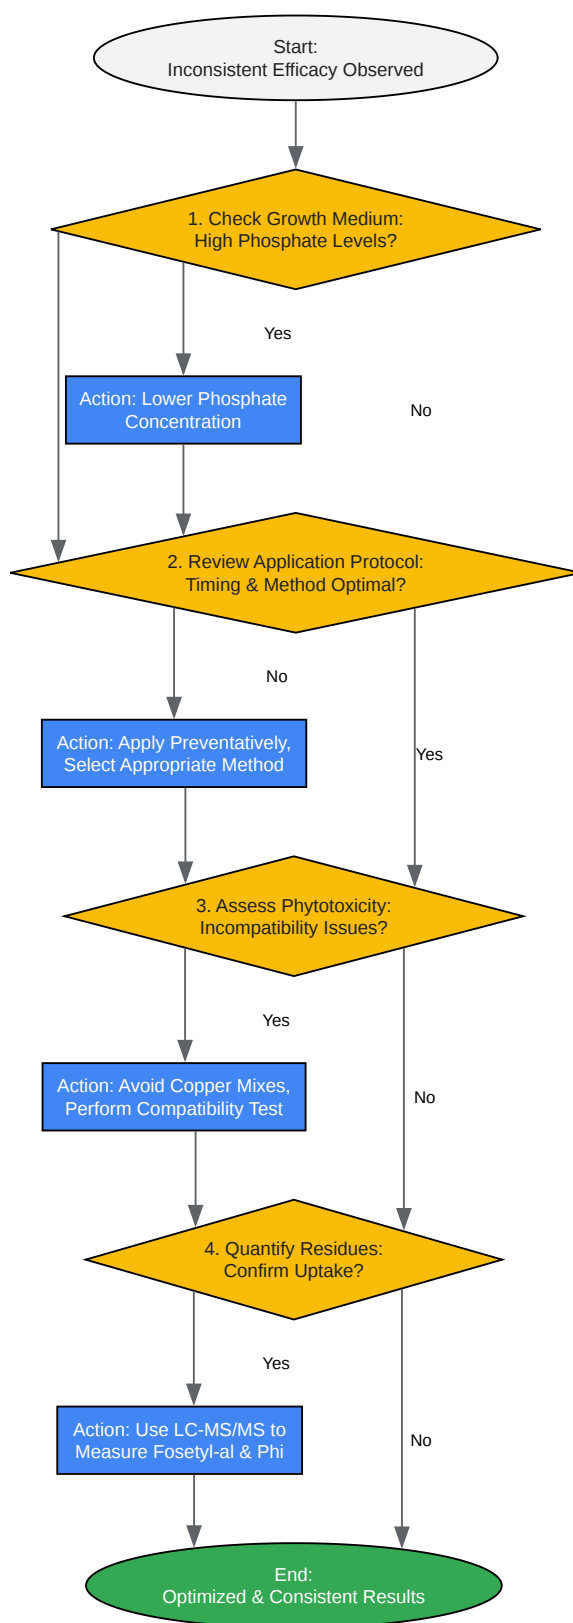 Start:
Inconsistent Efficacy Observed
1. Check Growth Medium:
High Phosphate Levels?
Yes
Action: Lower Phosphate
Concentration
No
2. Review Application Protocol:
Timing & Method Optimal?
No
Action: Apply Preventatively,
Select Appropriate Method
Yes
3. Assess Phytotoxicity:
Incompatibility Issues?
Yes
Action: Avoid Copper Mixes,
Perform Compatibility Test
No
4. Quantify Residues:
Confirm Uptake?
Yes
Action: Use LC-MS/MS to
Measure Fosetyl-al & Phi
No
End:
Optimized & Consistent Results